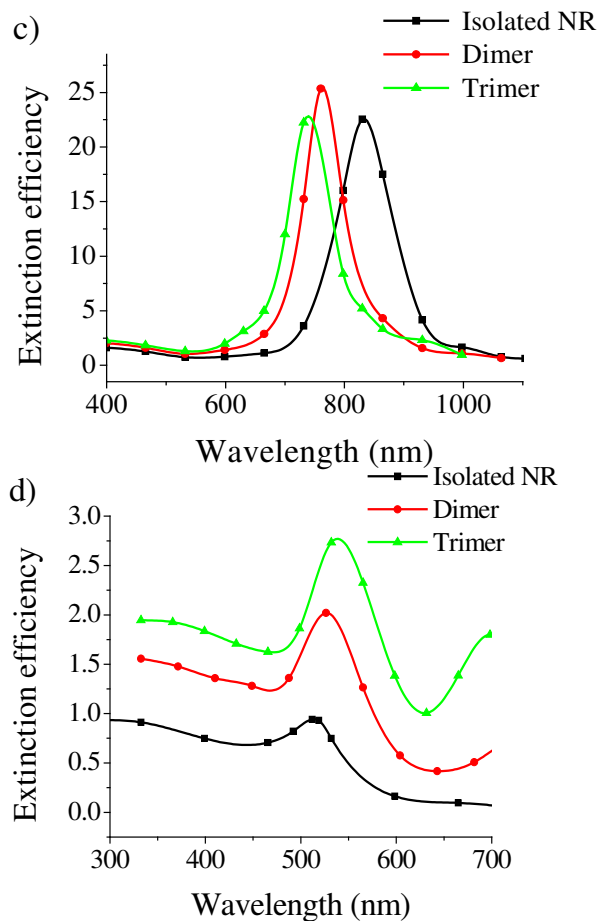 c)
Isolated NR
Dimer
Trimer
25
20
15
10
5
0
Extinction efficiency
400 600 800 1000
Wavelength (nm)
d)
Isolated NR
Dimer
Trimer
3.0
2.5
2.0
1.5
1.0
0.5
0.0
Extinction efficiency
300 400 500 600 700
Wavelength (nm)